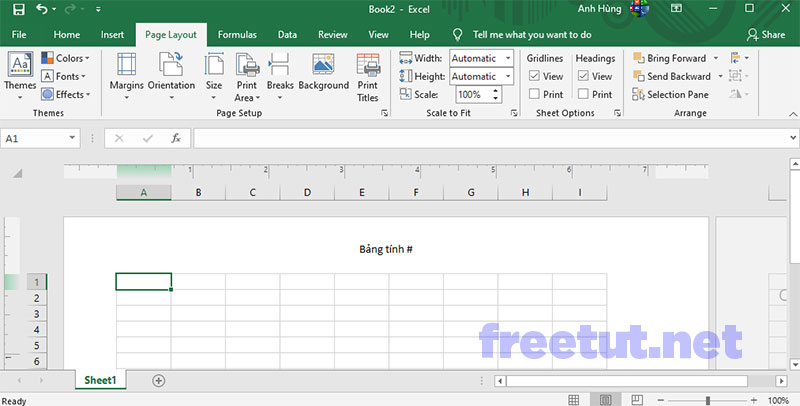 Book2 - Excel
Anh Hùng
File Home Insert Page Layout Formulas Data Review View Help Tell me what you want to do Share
Themes
Colors
Fonts
Effects
Themes
Margins
Orientation
Size
Print
Area
Breaks
Background
Print
Titles
Page Setup
Width: Automatic
Height: Automatic
Scale: 100%
Scale to Fit
Gridlines Headings
View View
Print Print
Sheet Options
Bring Forward
Send Backward
Selection Pane
Arrange
A1
fx
1 2 3 4 5 6 7
A B C D E F G H I
Bảng tính #
1
2
3
4
5
6
1
freetut.net
Sheet1
Ready
100%